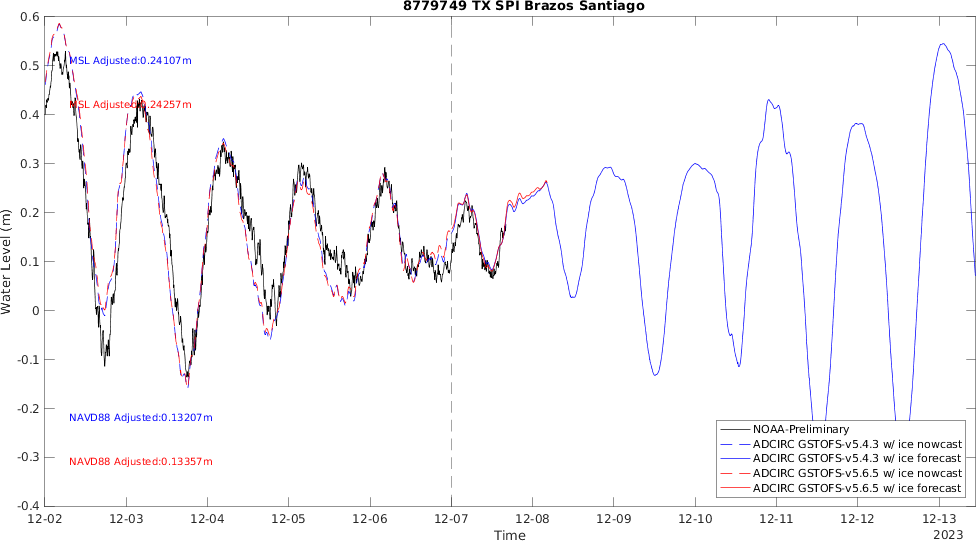 8779749 TX SPI Brazos Santiago
0.6
0.5
0.4
0.3
0.2
0.1
0
-0.1
-0.2
-0.3
-0.4
Water Level (m)
MSL Adjusted:0.24107m
MSL Adjusted:0.24257m
NAVD88 Adjusted:0.13207m
NAVD88 Adjusted:0.13357m
NOAA-Preliminary
ADCIRC GSTOFS-v5.4.3 w/ ice nowcast
ADCIRC GSTOFS-v5.4.3 w/ ice forecast
ADCIRC GSTOFS-v5.6.5 w/ ice nowcast
ADCIRC GSTOFS-v5.6.5 w/ ice forecast
12-02 12-03 12-04 12-05 12-06 12-07 12-08 12-09 12-10 12-11 12-12 12-13
Time
2023